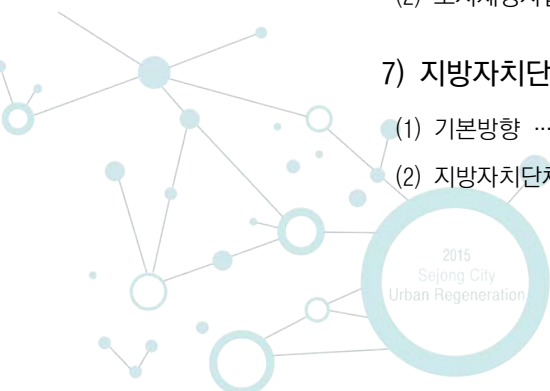 7) 지방자치단
(1) 기본방향 …
(2) 지방자치단체
2015
Sejong City
Urban Regeneration